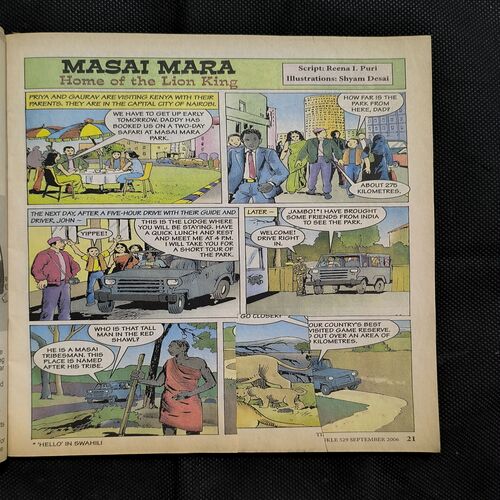 MASAI MARA
Home of the Lion King
Script: Reena I. Puri
Illustrations: Shyam Desai
PRIYA AND GAURAV ARE VISITING KENYA WITH THEIR
PARENTS. THEY ARE IN THE CAPITAL CITY OF NAIROBI.
WE HAVE TO GET UP EARLY
TOMORROW. DADDY HAS
BOOKED US ON A TWO-DAY
SAFARI AT MASAI MARA
PARK.
HOW FAR IS THE
PARK FROM
HERE, DAD?
ABOUT 275
KILOMETRES.
THE NEXT DAY, AFTER A FIVE-HOUR DRIVE WITH THEIR GUIDE AND
DRIVER, JOHN —
YIPPEE!
THIS IS THE LODGE WHERE
YOU WILL BE STAYING. HAVE
A QUICK LUNCH AND REST
AND MEET ME AT 4 PM.
I WILL TAKE YOU FOR
A SHORT TOUR OF
THE PARK.
LATER —
JAMBO!* I HAVE BROUGHT
SOME FRIENDS FROM INDIA
TO SEE THE PARK.
WELCOME!
DRIVE RIGHT
IN.
WHO IS THAT TALL
MAN IN THE RED
SHAWL?
HE IS A MASAI
TRIBESMAN. THIS
PLACE IS NAMED
AFTER HIS TRIBE.
GO CLOSER!
OUR COUNTRY'S BEST
VISITED GAME RESERVE.
D OUT OVER AN AREA OF
KILOMETRES.
* 'HELLO' IN SWAHILI
TI
NKLE 529 SEPTEMBER 2006 21